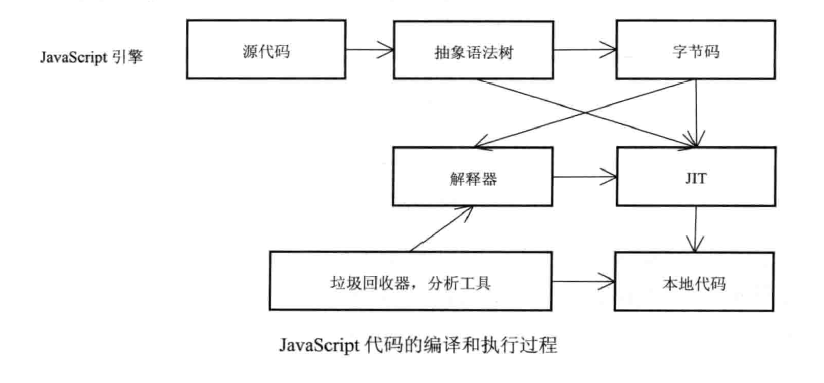 JavaScript 引擎
源代码
抽象语法树
字节码
解释器
JIT
垃圾回收器，分析工具
本地代码
JavaScript 代码的编译和执行过程